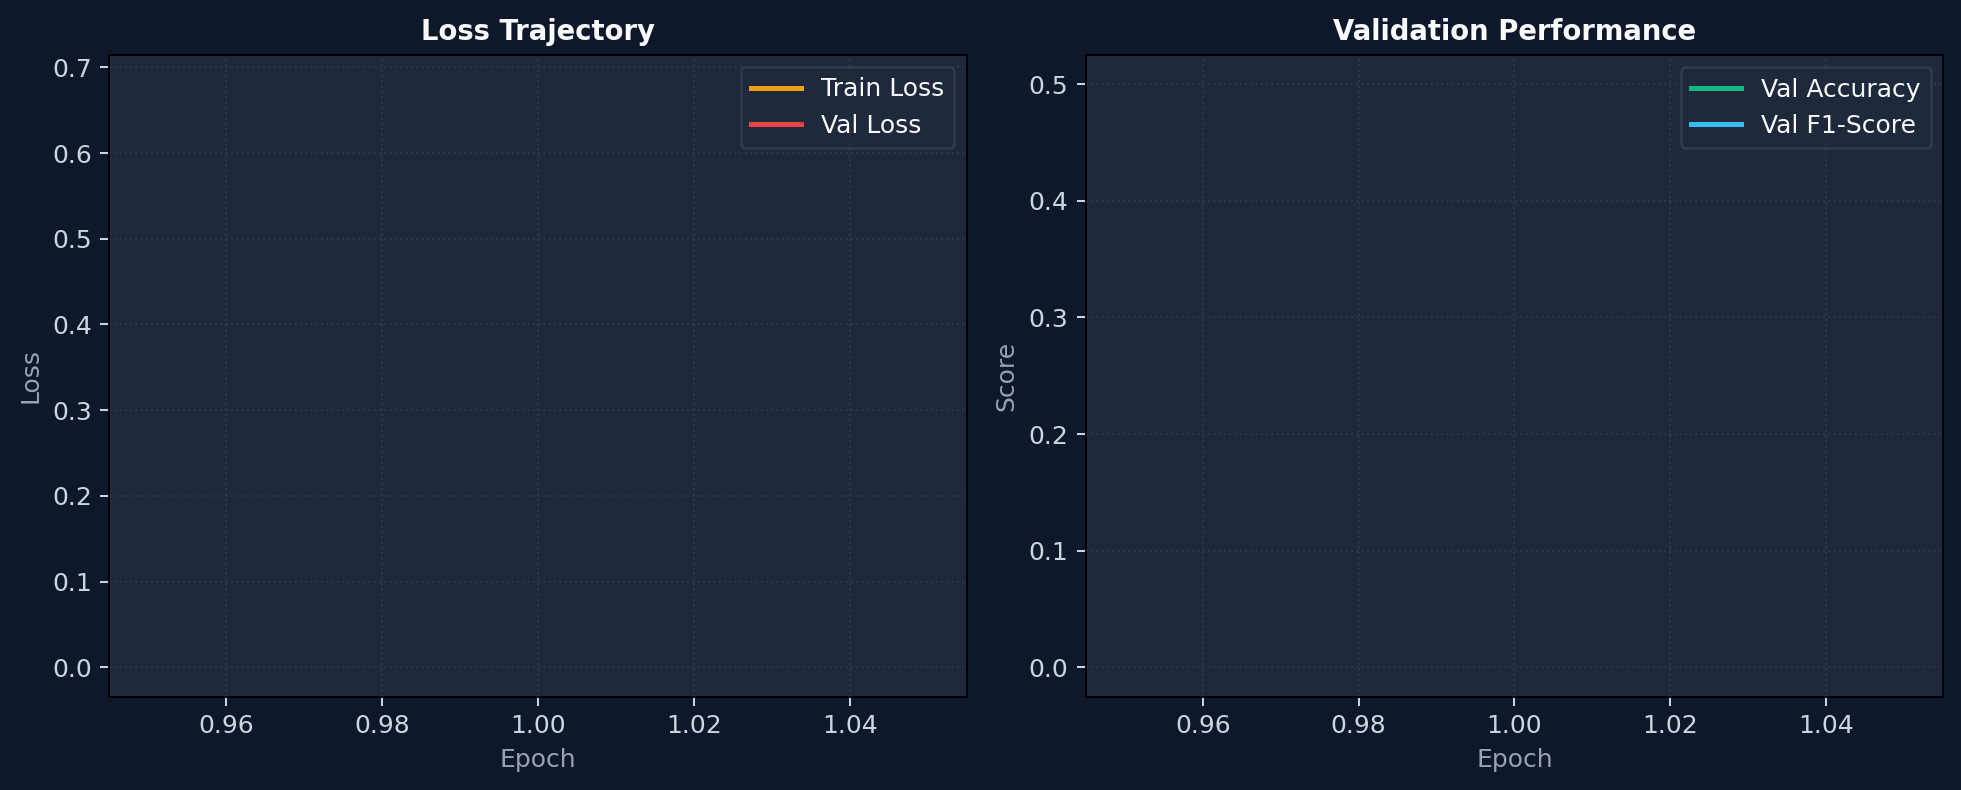 Loss Trajectory
0.7
0.6
0.5
0.4
0.3
0.2
0.1
0.0
Loss
Train Loss
Val Loss
0.96 0.98 1.00 1.02 1.04
Epoch
Validation Performance
0.5
0.4
0.3
0.2
0.1
0.0
Score
Val Accuracy
Val F1-Score
0.96 0.98 1.00 1.02 1.04
Epoch